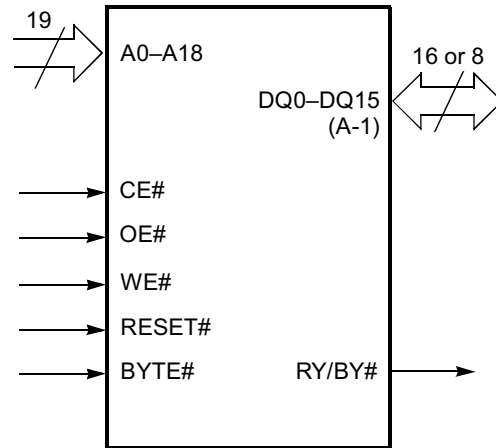 19
A0–A18
16 or 8
DQ0–DQ15
(A-1)
CE#
OE#
WE#
RESET#
BYTE#
RY/BY#